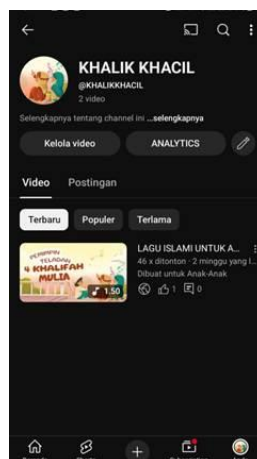 KHALIK KHACIL
@KHALIKKHACIL
2 video
Selengkapnya tentang channel ini ...selengkapnya
Kelola video
ANALYTICS
Video
Postingan
Terbaru
Populer
Terlama
PEMIMPIN
TELADAN
4 KHALIFAH
MULIA
1.50
LAGU ISLAMI UNTUK A...
46 x ditonton · 2 minggu yang l...
Dibuat untuk Anak-Anak
1
0